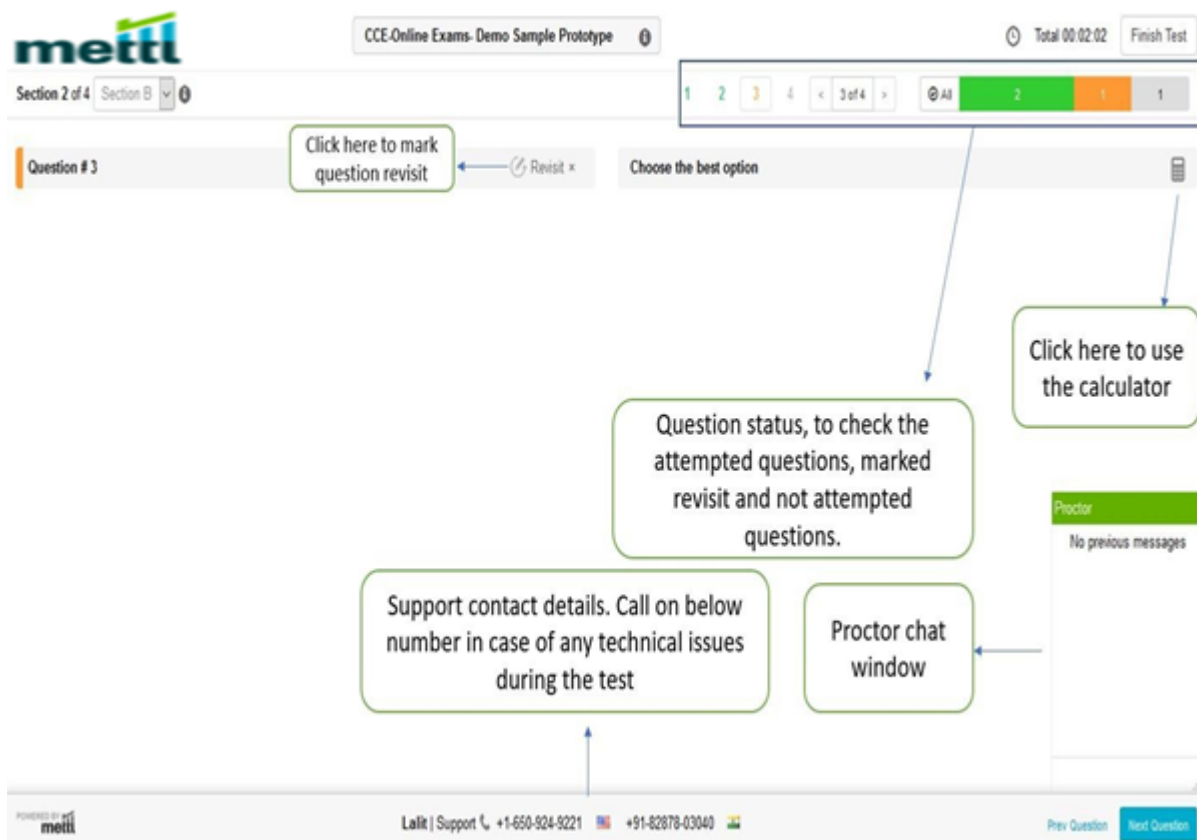 mettl
CCE-Online Exams- Demo Sample Prototype
Total 00:02:02
Finish Test
Section 2 of 4 Section B
1 2 3 4 < 3 of 4 > All 2 1 1
Question # 3
Click here to mark
question revisit
Revisit ×
Choose the best option
Click here to use
the calculator
Question status, to check the
attempted questions, marked
revisit and not attempted
questions.
Proctor
No previous messages
Support contact details. Call on below
number in case of any technical issues
during the test
Proctor chat
window
POWERED BY
mettl
Lalit | Support +1-650-924-9221 +91-82878-03040
Prev Question
Next Question